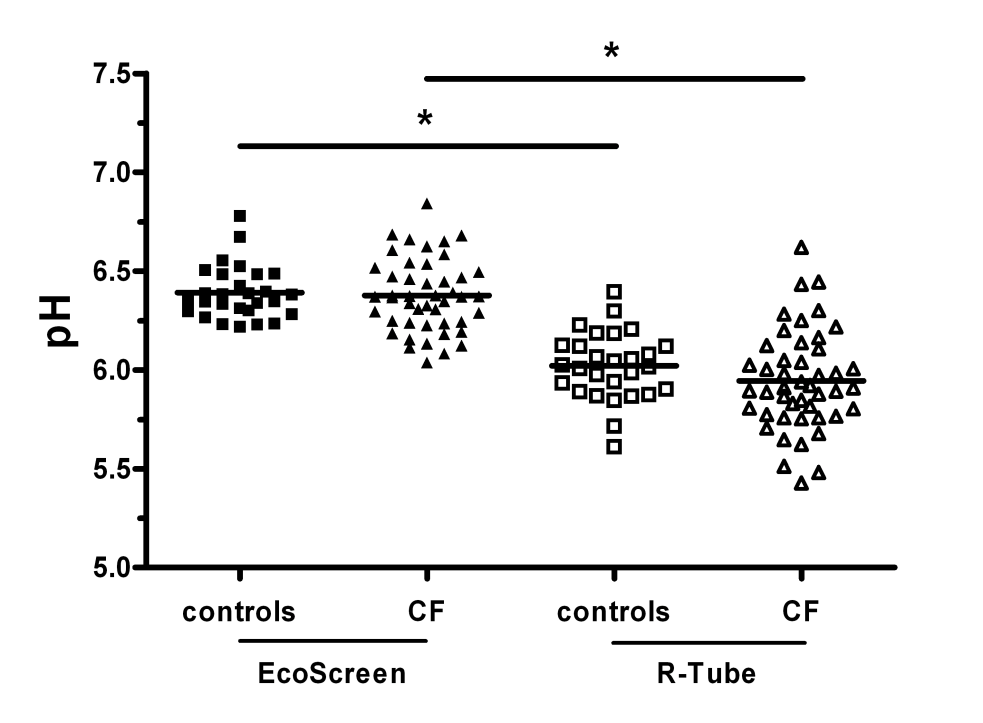 *
7.5
*
7.0
6.5
pH
6.0
5.5
5.0
controls CF controls CF
EcoScreen R-Tube